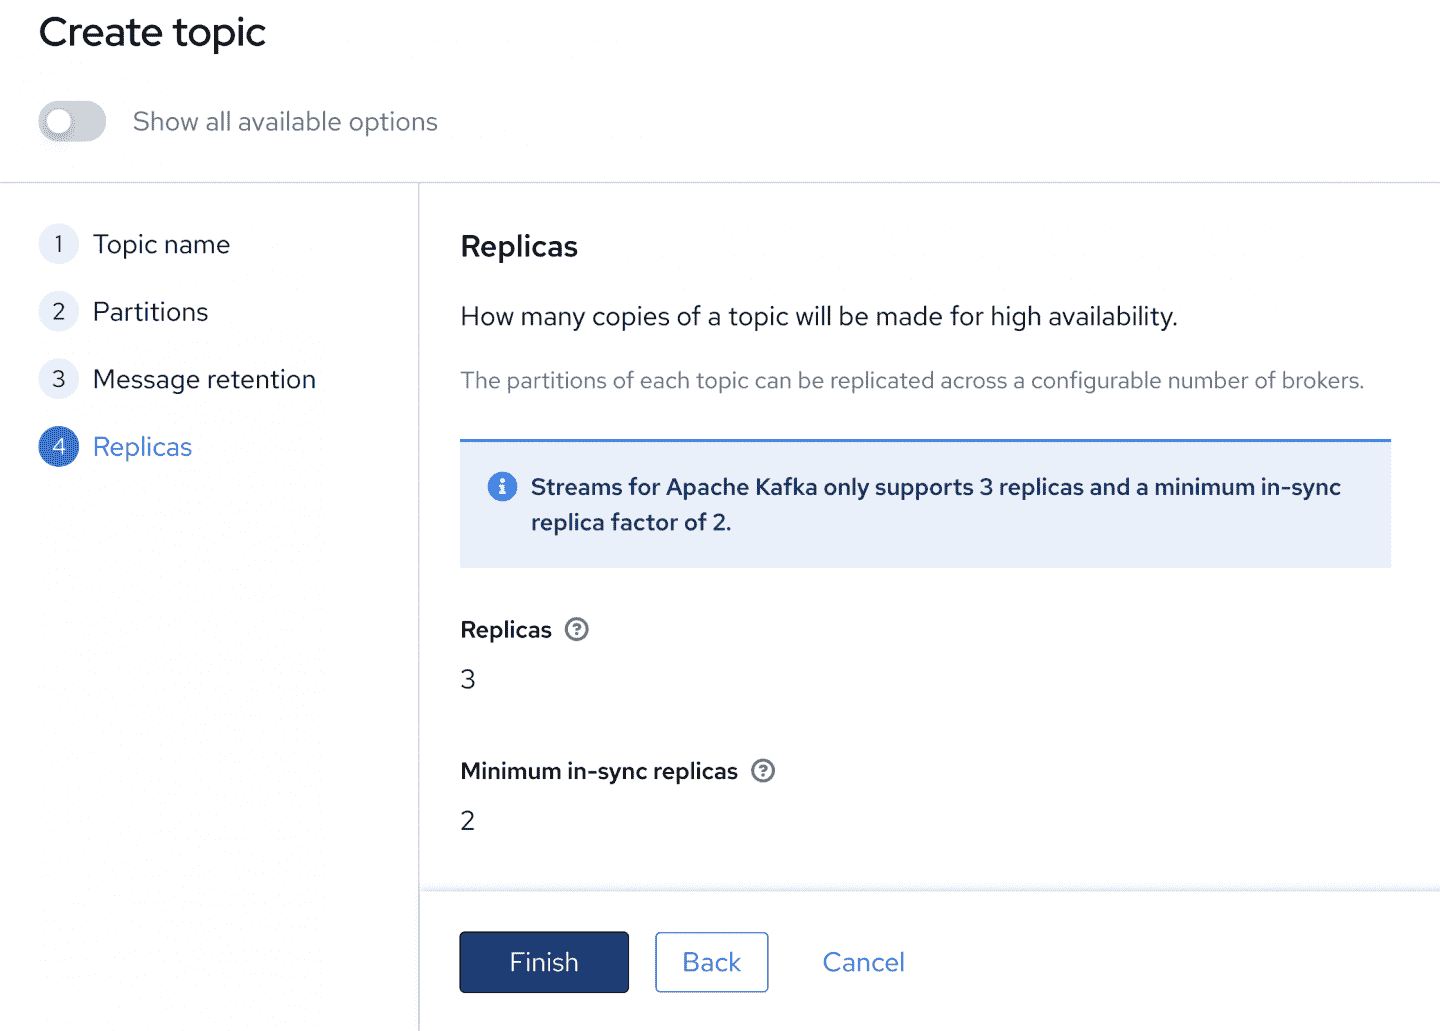 Create topic
Show all available options
1 Topic name
2 Partitions
3 Message retention
4 Replicas
Replicas
How many copies of a topic will be made for high availability.
The partitions of each topic can be replicated across a configurable number of brokers.
Streams for Apache Kafka only supports 3 replicas and a minimum in-sync
replica factor of 2.
Replicas
3
Minimum in-sync replicas
2
Finish Back Cancel